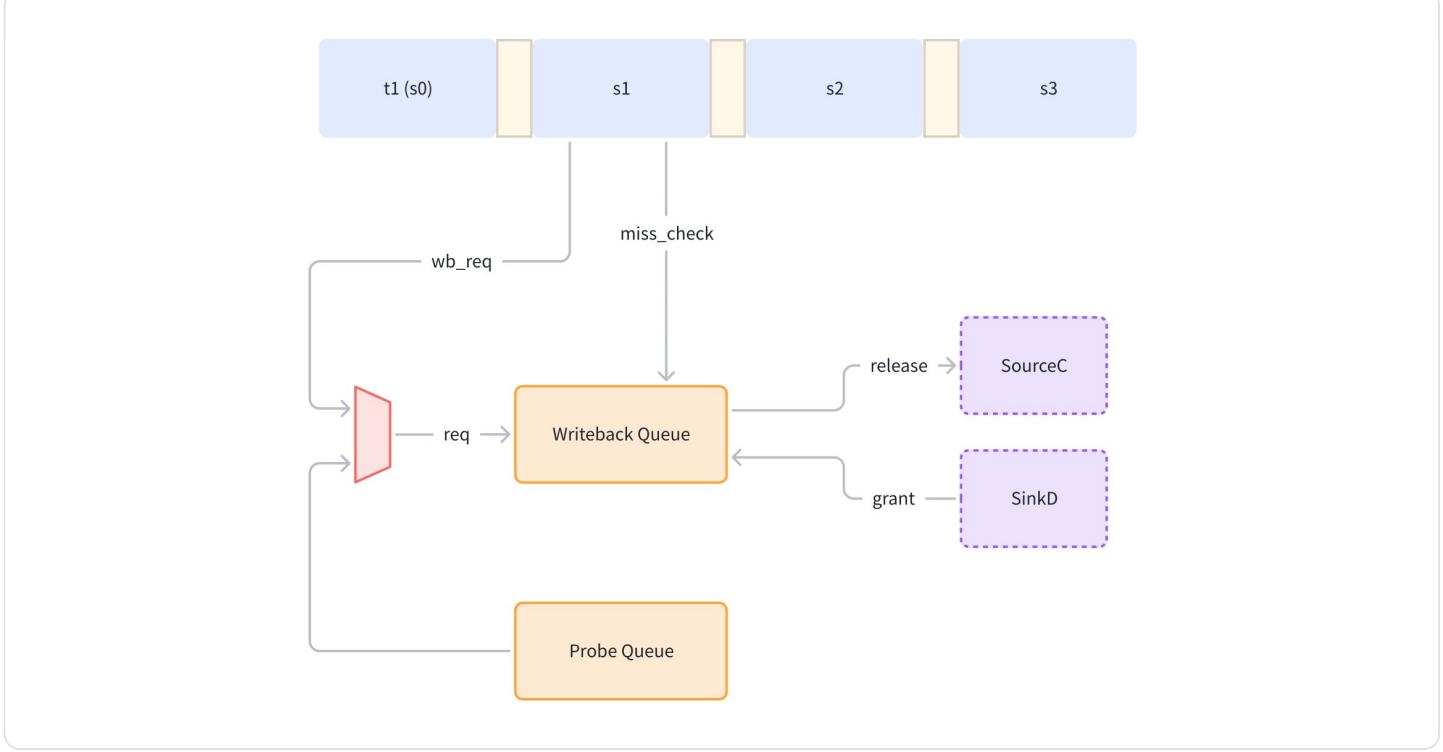 t1 (s0)
s1
s2
s3
miss_check
wb_req
release
SourceC
req
Writeback Queue
grant
SinkD
Probe Queue